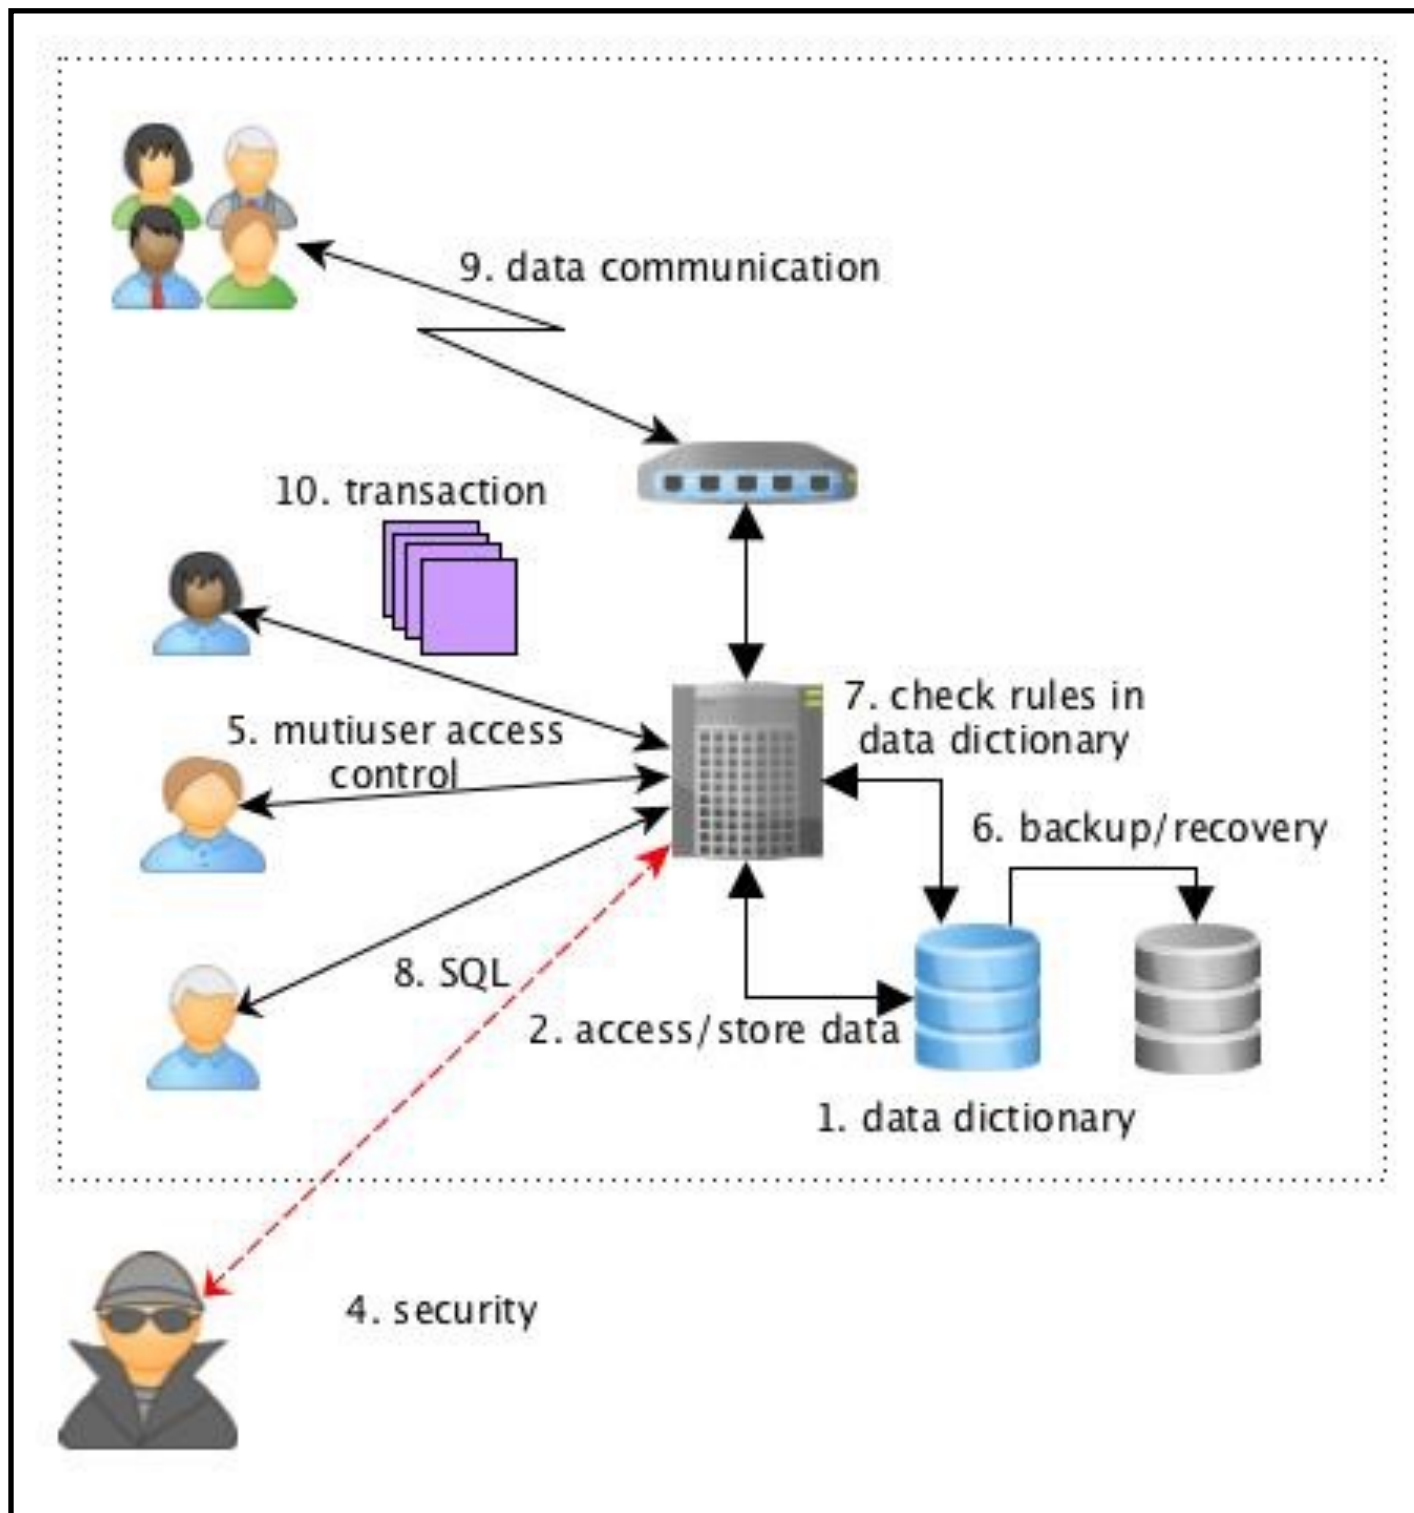 9. data communication
10. transaction
7. check rules in
data dictionary
5. mutiuser access
control
6. backup/recovery
8. SQL
2. access/store data
1. data dictionary
4. security